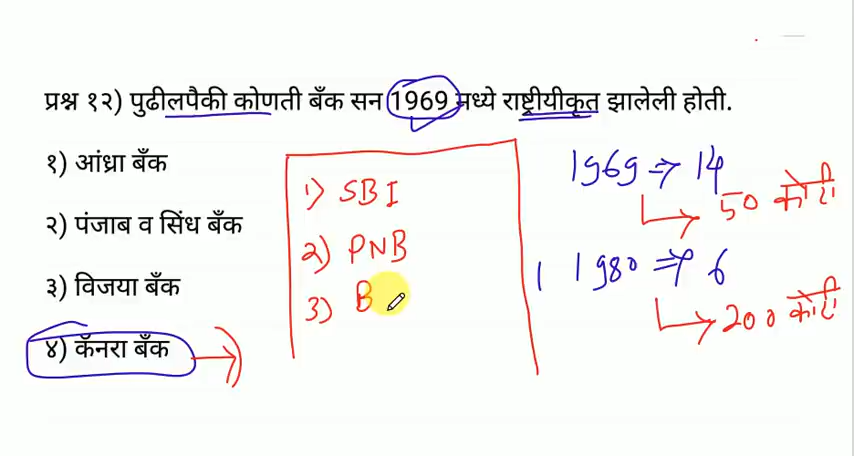 प्रश्न १२) पुढीलपैकी कोणती बँक सन 1969 मध्ये राष्ट्रीयीकृत झालेली होती.
१) आंध्रा बँक
२) पंजाब व सिंध बँक
३) विजया बँक
४) कॅनरा बँक
1) SBI
2) PNB
3) B
1969 ⇒ 14
50 कोटी
1980 ⇒ 6
200 कोटी